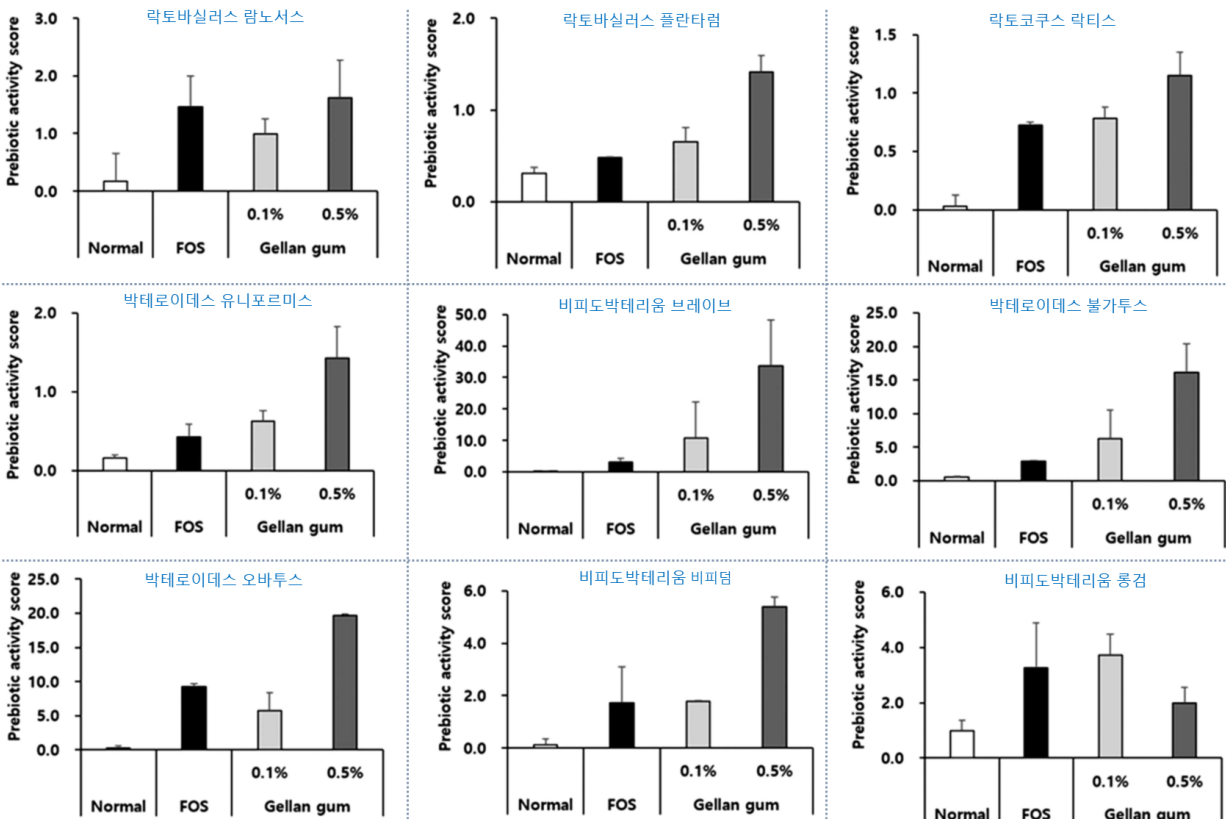 락토바실러스 람노서스
Prebiotic activity score
3.0
2.0
1.0
0.0
0.1% 0.5%
Normal FOS Gellan gum
락토바실러스 플란타럼
Prebiotic activity score
2.0
1.0
0.0
0.1% 0.5%
Normal FOS Gellan gum
락토코쿠스 락티스
Prebiotic activity score
1.5
1.0
0.5
0.0
0.1% 0.5%
Normal FOS Gellan gum
박테로이데스 유니포르미스
Prebiotic activity score
2.0
1.0
0.0
0.1% 0.5%
Normal FOS Gellan gum
비피도박테리움 브레이브
Prebiotic activity score
50.0
40.0
30.0
20.0
10.0
0.0
0.1% 0.5%
Normal FOS Gellan gum
박테로이데스 불가투스
Prebiotic activity score
25.0
20.0
15.0
10.0
5.0
0.0
0.1% 0.5%
Normal FOS Gellan gum
박테로이데스 오바투스
Prebiotic activity score
25.0
20.0
15.0
10.0
5.0
0.0
0.1% 0.5%
Normal FOS Gellan gum
비피도박테리움 비피덤
Prebiotic activity score
6.0
4.0
2.0
0.0
0.1% 0.5%
Normal FOS Gellan gum
비피도박테리움 롱검
Prebiotic activity score
6.0
4.0
2.0
0.0
0.1% 0.5%
Normal FOS Gellan gum